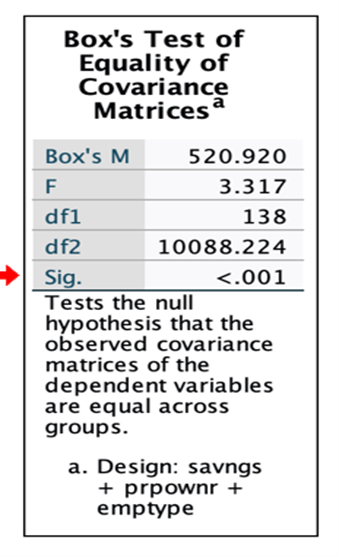 Box's Test of
Equality of
Covariance
Matricesᵃ
Box's M 520.920
F 3.317
df1 138
df2 10088.224
Sig. <.001
Tests the null
hypothesis that the
observed covariance
matrices of the
dependent variables
are equal across
groups.
a. Design: savngs
+ prpownr +
emptype